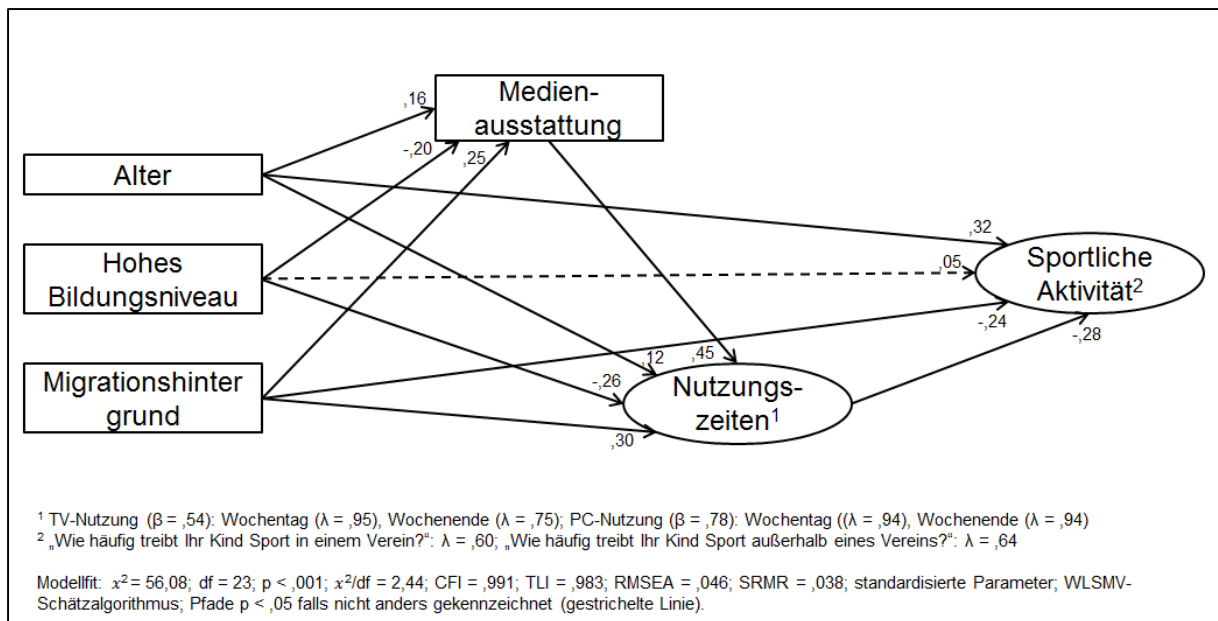 Medien-
ausstattung
,16
-,20
,25
Alter
,32
Hohes
Bildungsniveau
,05
Sportliche
Aktivität²
-,24
-,28
,12
,45
Migrationshinter
grund
-,26
Nutzungs-
zeiten¹
,30
¹ TV-Nutzung (β = ,54): Wochentag (λ = ,95), Wochenende (λ = ,75); PC-Nutzung (β = ,78): Wochentag ((λ = ,94), Wochenende (λ = ,94)
² „Wie häufig treibt Ihr Kind Sport in einem Verein?“: λ = ,60; „Wie häufig treibt Ihr Kind Sport außerhalb eines Vereins?“: λ = ,64
Modellfit: x² = 56,08; df = 23; p < ,001; x²/df = 2,44; CFI = ,991; TLI = ,983; RMSEA = ,046; SRMR = ,038; standardisierte Parameter; WLSMV-
Schätzalgorithmus; Pfade p < ,05 falls nicht anders gekennzeichnet (gestrichelte Linie).